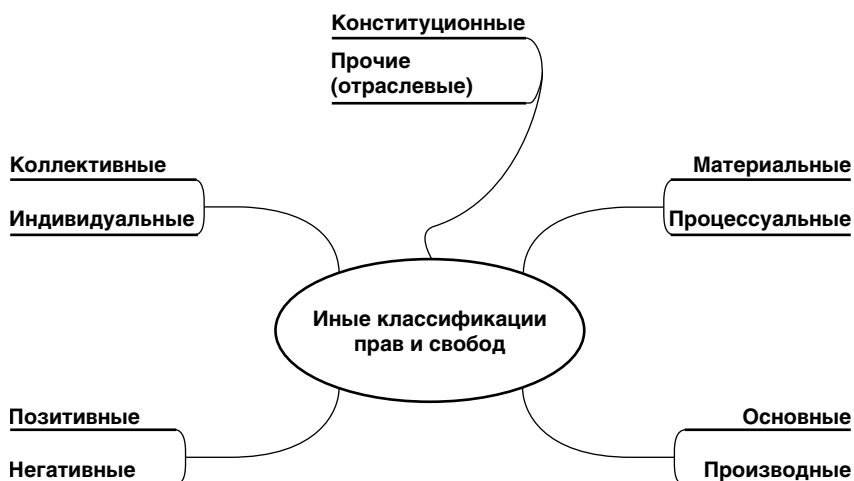 Конституционные
Прочие
(отраслевые)
Коллективные
Индивидуальные
Материальные
Процессуальные
Иные классификации
прав и свобод
Позитивные
Негативные
Основные
Производные